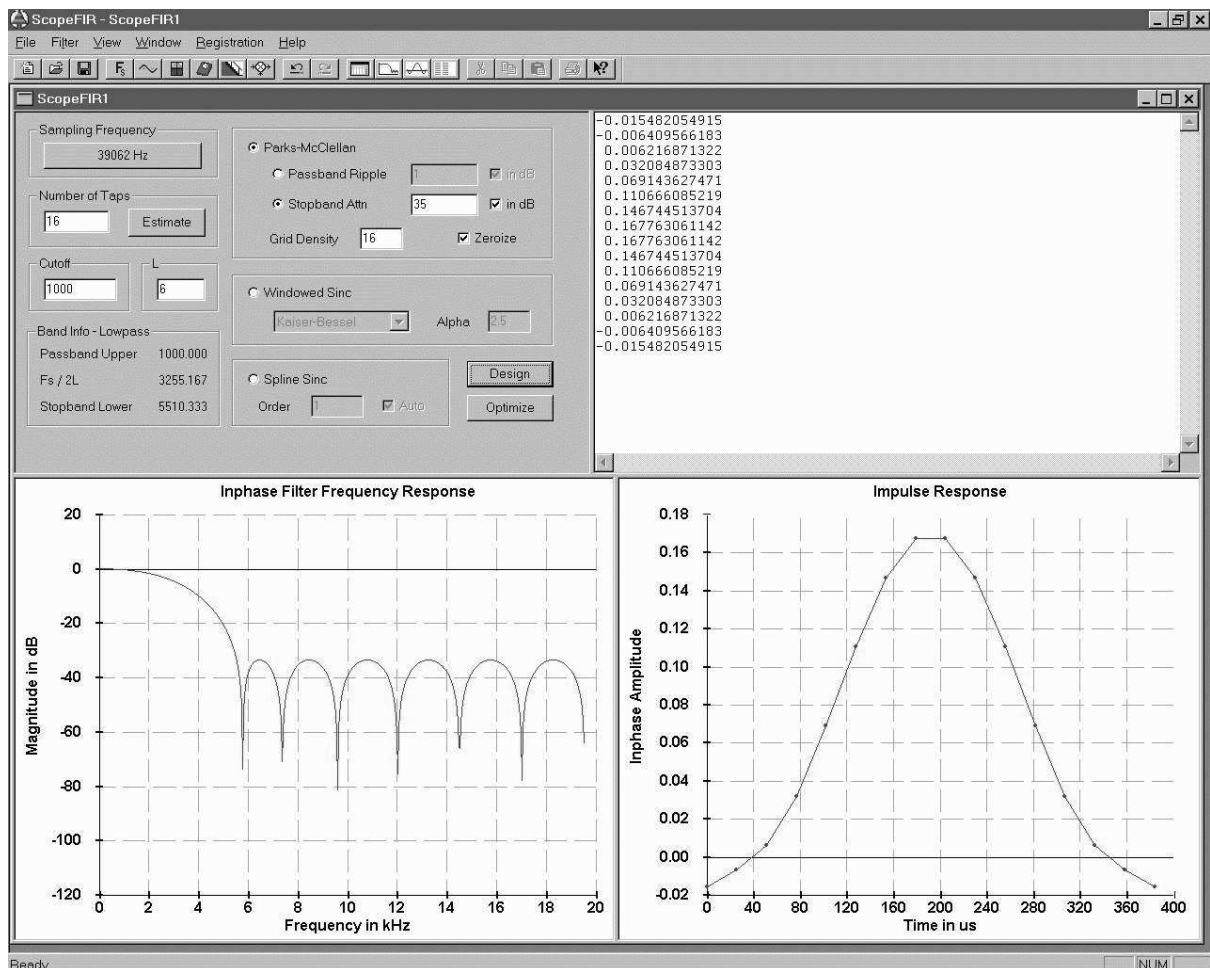 ScopeFIR - ScopeFIR1
File Filter View Window Registration Help
ScopeFIR1
Sampling Frequency
39062 Hz
Number of Taps
16 Estimate
Cutoff L
1000 6
Band Info - Lowpass
Passband Upper 1000.000
Fs / 2L 3255.167
Stopband Lower 5510.333
Parks-McClellan
Passband Ripple 1 in dB
Stopband Attn 35 in dB
Grid Density 16 Zeroize
Windowed Sinc
Kaiser-Bessel Alpha 2.5
Spline Sinc
Order 1 Auto
Design
Optimize
-0.015482054915
-0.006409566183
0.006216871322
0.032084873303
0.069143627471
0.110666085219
0.146744513704
0.167763061142
0.167763061142
0.146744513704
0.110666085219
0.069143627471
0.032084873303
0.006216871322
-0.006409566183
-0.015482054915
Inphase Filter Frequency Response
Magnitude in dB
20
0
-20
-40
-60
-80
-100
-120
0 2 4 6 8 10 12 14 16 18 20
Frequency in kHz
Impulse Response
Inphase Amplitude
0.18
0.16
0.14
0.12
0.10
0.08
0.06
0.04
0.02
0.00
-0.02
0 40 80 120 160 200 240 280 320 360 400
Time in us
Ready NUM